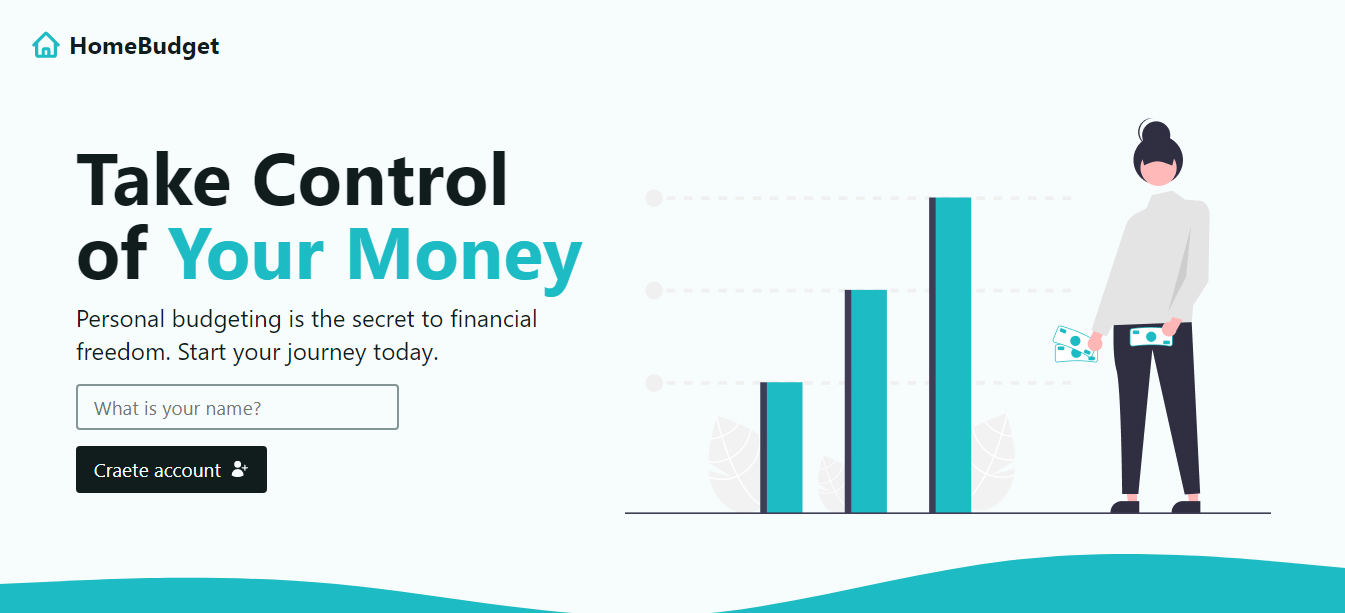 HomeBudget
Take Control
of Your Money
Personal budgeting is the secret to financial
freedom. Start your journey today.
What is your name?
Craete account